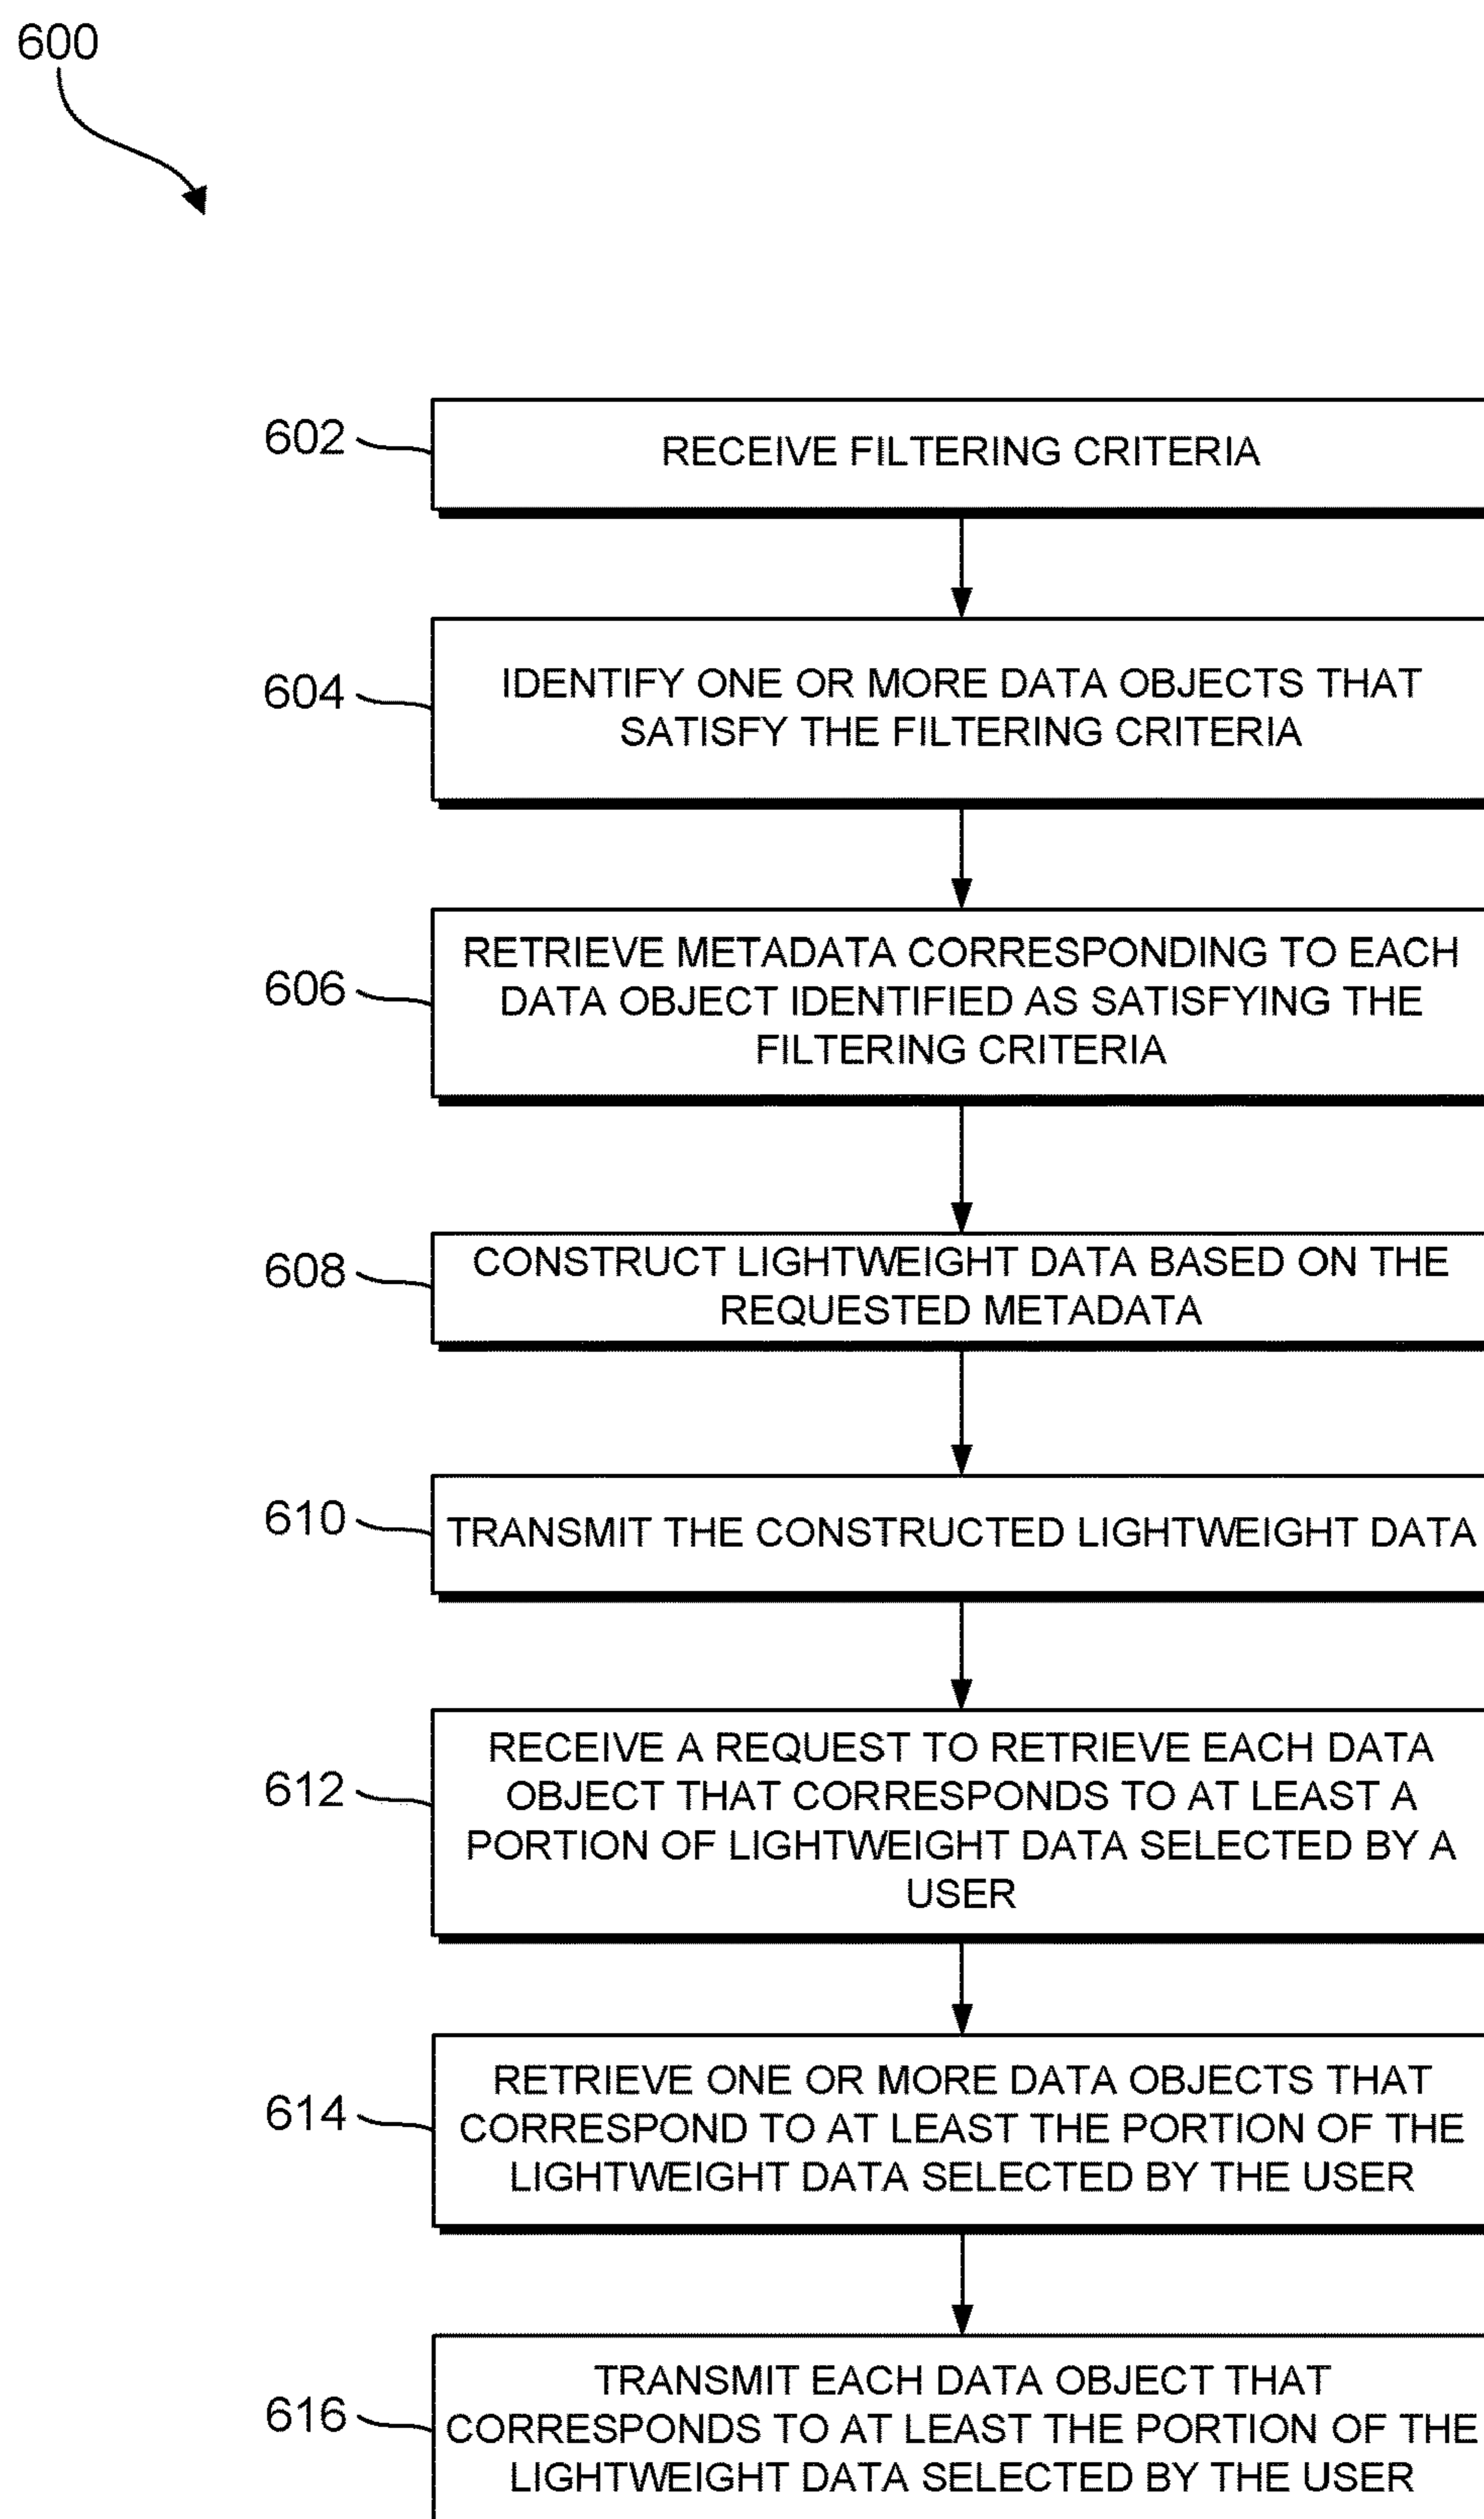 600
602
RECEIVE FILTERING CRITERIA
604
IDENTIFY ONE OR MORE DATA OBJECTS THAT
SATISFY THE FILTERING CRITERIA
606
RETRIEVE METADATA CORRESPONDING TO EACH
DATA OBJECT IDENTIFIED AS SATISFYING THE
FILTERING CRITERIA
608
CONSTRUCT LIGHTWEIGHT DATA BASED ON THE
REQUESTED METADATA
610
TRANSMIT THE CONSTRUCTED LIGHTWEIGHT DATA
612
RECEIVE A REQUEST TO RETRIEVE EACH DATA
OBJECT THAT CORRESPONDS TO AT LEAST A
PORTION OF LIGHTWEIGHT DATA SELECTED BY A
USER
614
RETRIEVE ONE OR MORE DATA OBJECTS THAT
CORRESPOND TO AT LEAST THE PORTION OF THE
LIGHTWEIGHT DATA SELECTED BY THE USER
616
TRANSMIT EACH DATA OBJECT THAT
CORRESPONDS TO AT LEAST THE PORTION OF THE
LIGHTWEIGHT DATA SELECTED BY THE USER